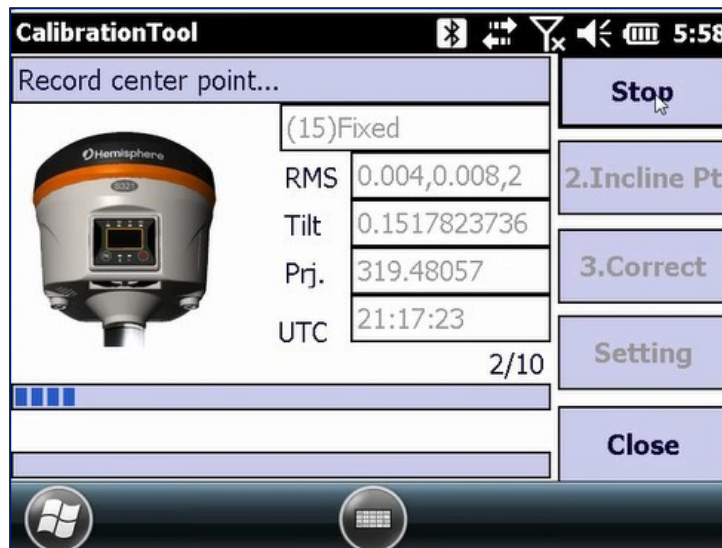 CalibrationTool 5:58
Record center point...
Stop
(15)Fixed
Hemisphere
S321
RMS 0.004,0.008,2
2.Incline Pt
Tilt 0.1517823736
Prj. 319.48057
3.Correct
UTC 21:17:23
2/10
Setting
Close